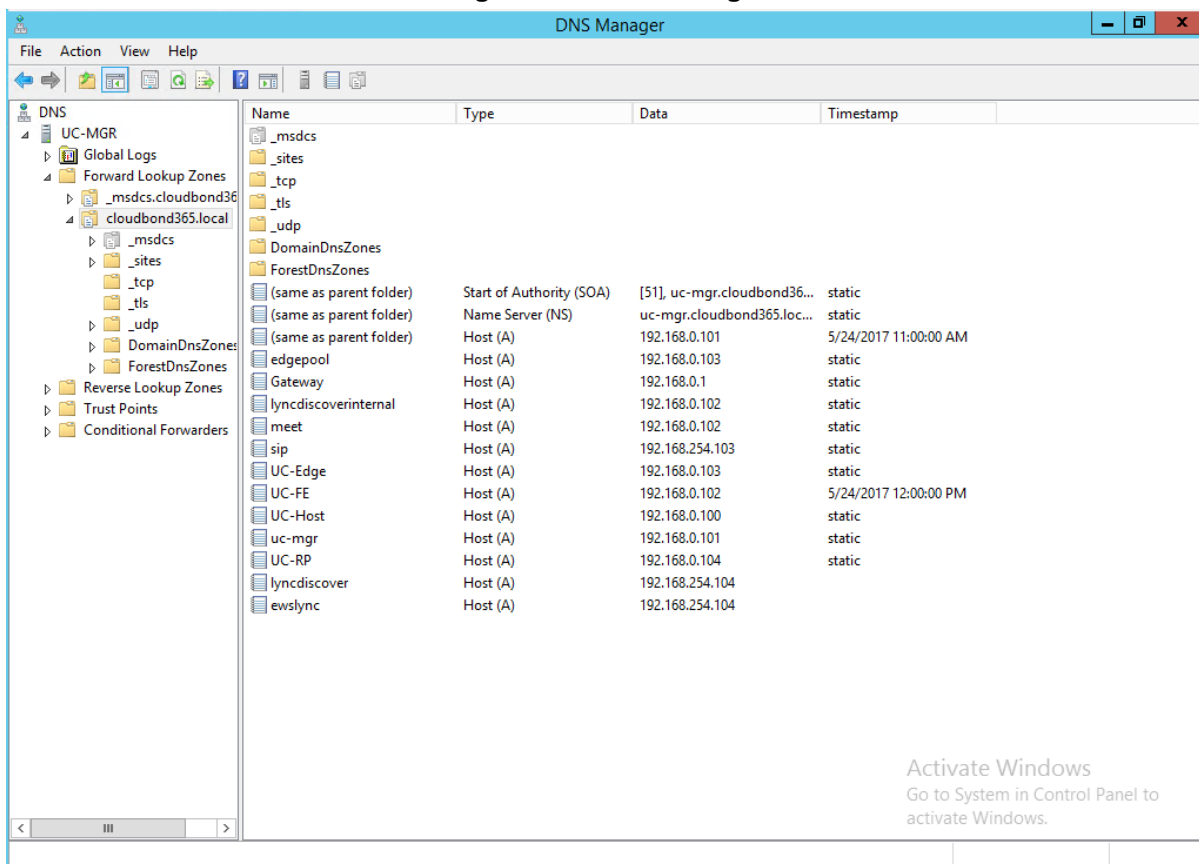 DNS Manager
File Action View Help
DNS
UC-MGR
Global Logs
Forward Lookup Zones
_msdcs.cloudbond36
cloudbond365.local
_msdcs
_sites
_tcp
_tls
_udp
DomainDnsZones
ForestDnsZones
Reverse Lookup Zones
Trust Points
Conditional Forwarders
Name Type Data Timestamp
_msdcs
_sites
_tcp
_tls
_udp
DomainDnsZones
ForestDnsZones
(same as parent folder) Start of Authority (SOA) [51], uc-mgr.cloudbond36... static
(same as parent folder) Name Server (NS) uc-mgr.cloudbond365.loc... static
(same as parent folder) Host (A) 192.168.0.101 5/24/2017 11:00:00 AM
edgepool Host (A) 192.168.0.103 static
Gateway Host (A) 192.168.0.1 static
lyncdiscoverinternal Host (A) 192.168.0.102 static
meet Host (A) 192.168.0.102 static
sip Host (A) 192.168.254.103 static
UC-Edge Host (A) 192.168.0.103 static
UC-FE Host (A) 192.168.0.102 5/24/2017 12:00:00 PM
UC-Host Host (A) 192.168.0.100 static
uc-mgr Host (A) 192.168.0.101 static
UC-RP Host (A) 192.168.0.104 static
lyncdiscover Host (A) 192.168.254.104
ewslync Host (A) 192.168.254.104
Activate Windows
Go to System in Control Panel to
activate Windows.